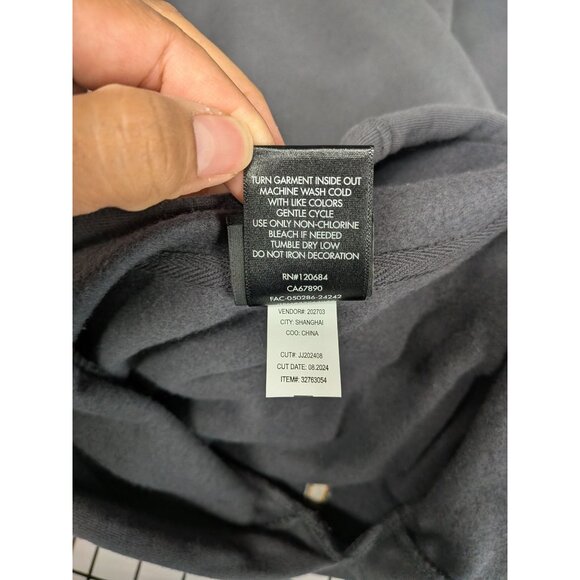 TURN GARMENT INSIDE OUT
MACHINE WASH COLD
WITH LIKE COLORS
GENTLE CYCLE
USE ONLY NON-CHLORINE
BLEACH IF NEEDED
TUMBLE DRY LOW
DO NOT IRON DECORATION
RN#120684
CA67890
FAC-050286-24242
VENDOR#: 202703
CITY: SHANGHAI
COO: CHINA
CUT#: JJ202408
CUT DATE: 08.2024
ITEM#: 32763054